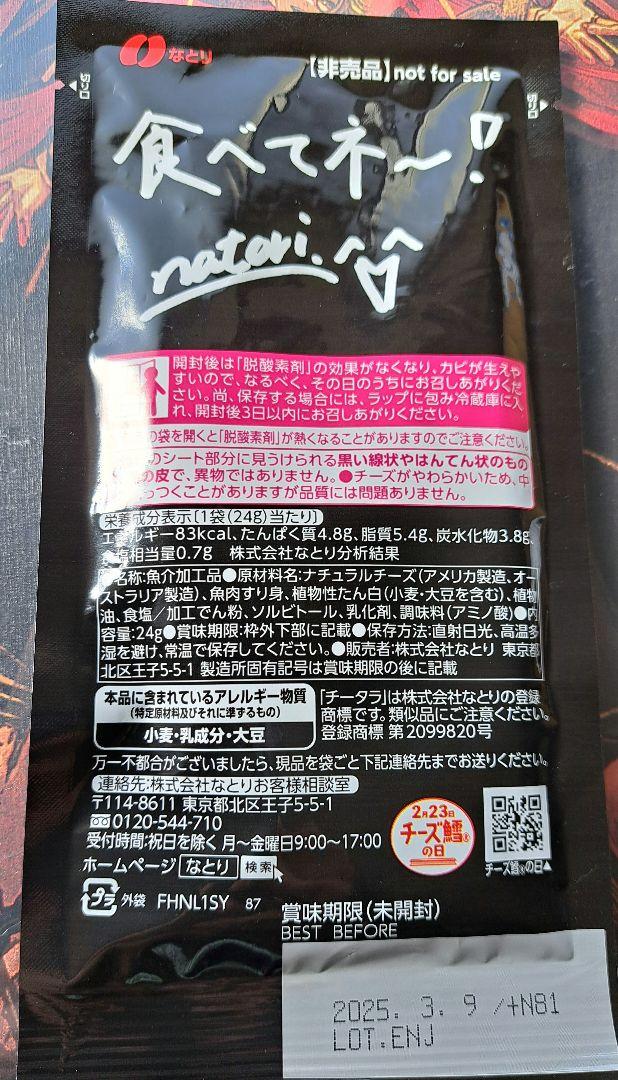 なとり
【非売品】not for sale
切り口
切り口
食べてネ〜!
natori.
開封後は「脱酸素剤」の効果がなくなり、カビが生えや
すいので、なるべく、その日のうちにお召しあがりくだ
さい。尚、保存する場合には、ラップに包み冷蔵庫に入
れ、開封後3日以内にお召しあがりください。
の袋を開くと「脱酸素剤」が熱くなることがありますのでご注意ください。
のシート部分に見うけられる黒い線状やはんてん状のもの
の皮で、異物ではありません。●チーズがやわらかいため、中
っつくことがありますが品質には問題ありません。
栄養成分表示〔1袋(24g)当たり〕
エネルギー83kcal、たんぱく質4.8g、脂質5.4g、炭水化物3.8g、
食塩相当量0.7g 株式会社なとり分析結果
名称:魚介加工品●原材料名:ナチュラルチーズ(アメリカ製造、オー
ストラリア製造)、魚肉すり身、植物性たん白(小麦・大豆を含む)、植物
油、食塩/加工でん粉、ソルビトール、乳化剤、調味料(アミノ酸)●内
容量:24g●賞味期限:枠外下部に記載●保存方法:直射日光、高温多
湿を避け、常温で保存してください。●販売者:株式会社なとり 東京都
北区王子5-5-1 製造所固有記号は賞味期限の後に記載
本品に含まれているアレルギー物質
(特定原材料及びそれに準ずるもの)
小麦・乳成分・大豆
「チータラ」は株式会社なとりの登録
商標です。類似品にご注意ください。
登録商標 第2099820号
万一不都合がございましたら、現品を袋ごと下記連絡先までお送りください。
連絡先:株式会社なとりお客様相談室
〒114-8611 東京都北区王子5-5-1
0120-544-710
受付時間:祝日を除く 月〜金曜日9:00〜17:00
ホームページ なとり 検索
2月23日
チーズ鱈®
の日
チーズ鱈®の日▲
プラ 外袋 FHNL1SY 87
賞味期限(未開封)
BEST BEFORE
2025. 3. 9 /+N81
LOT.ENJ